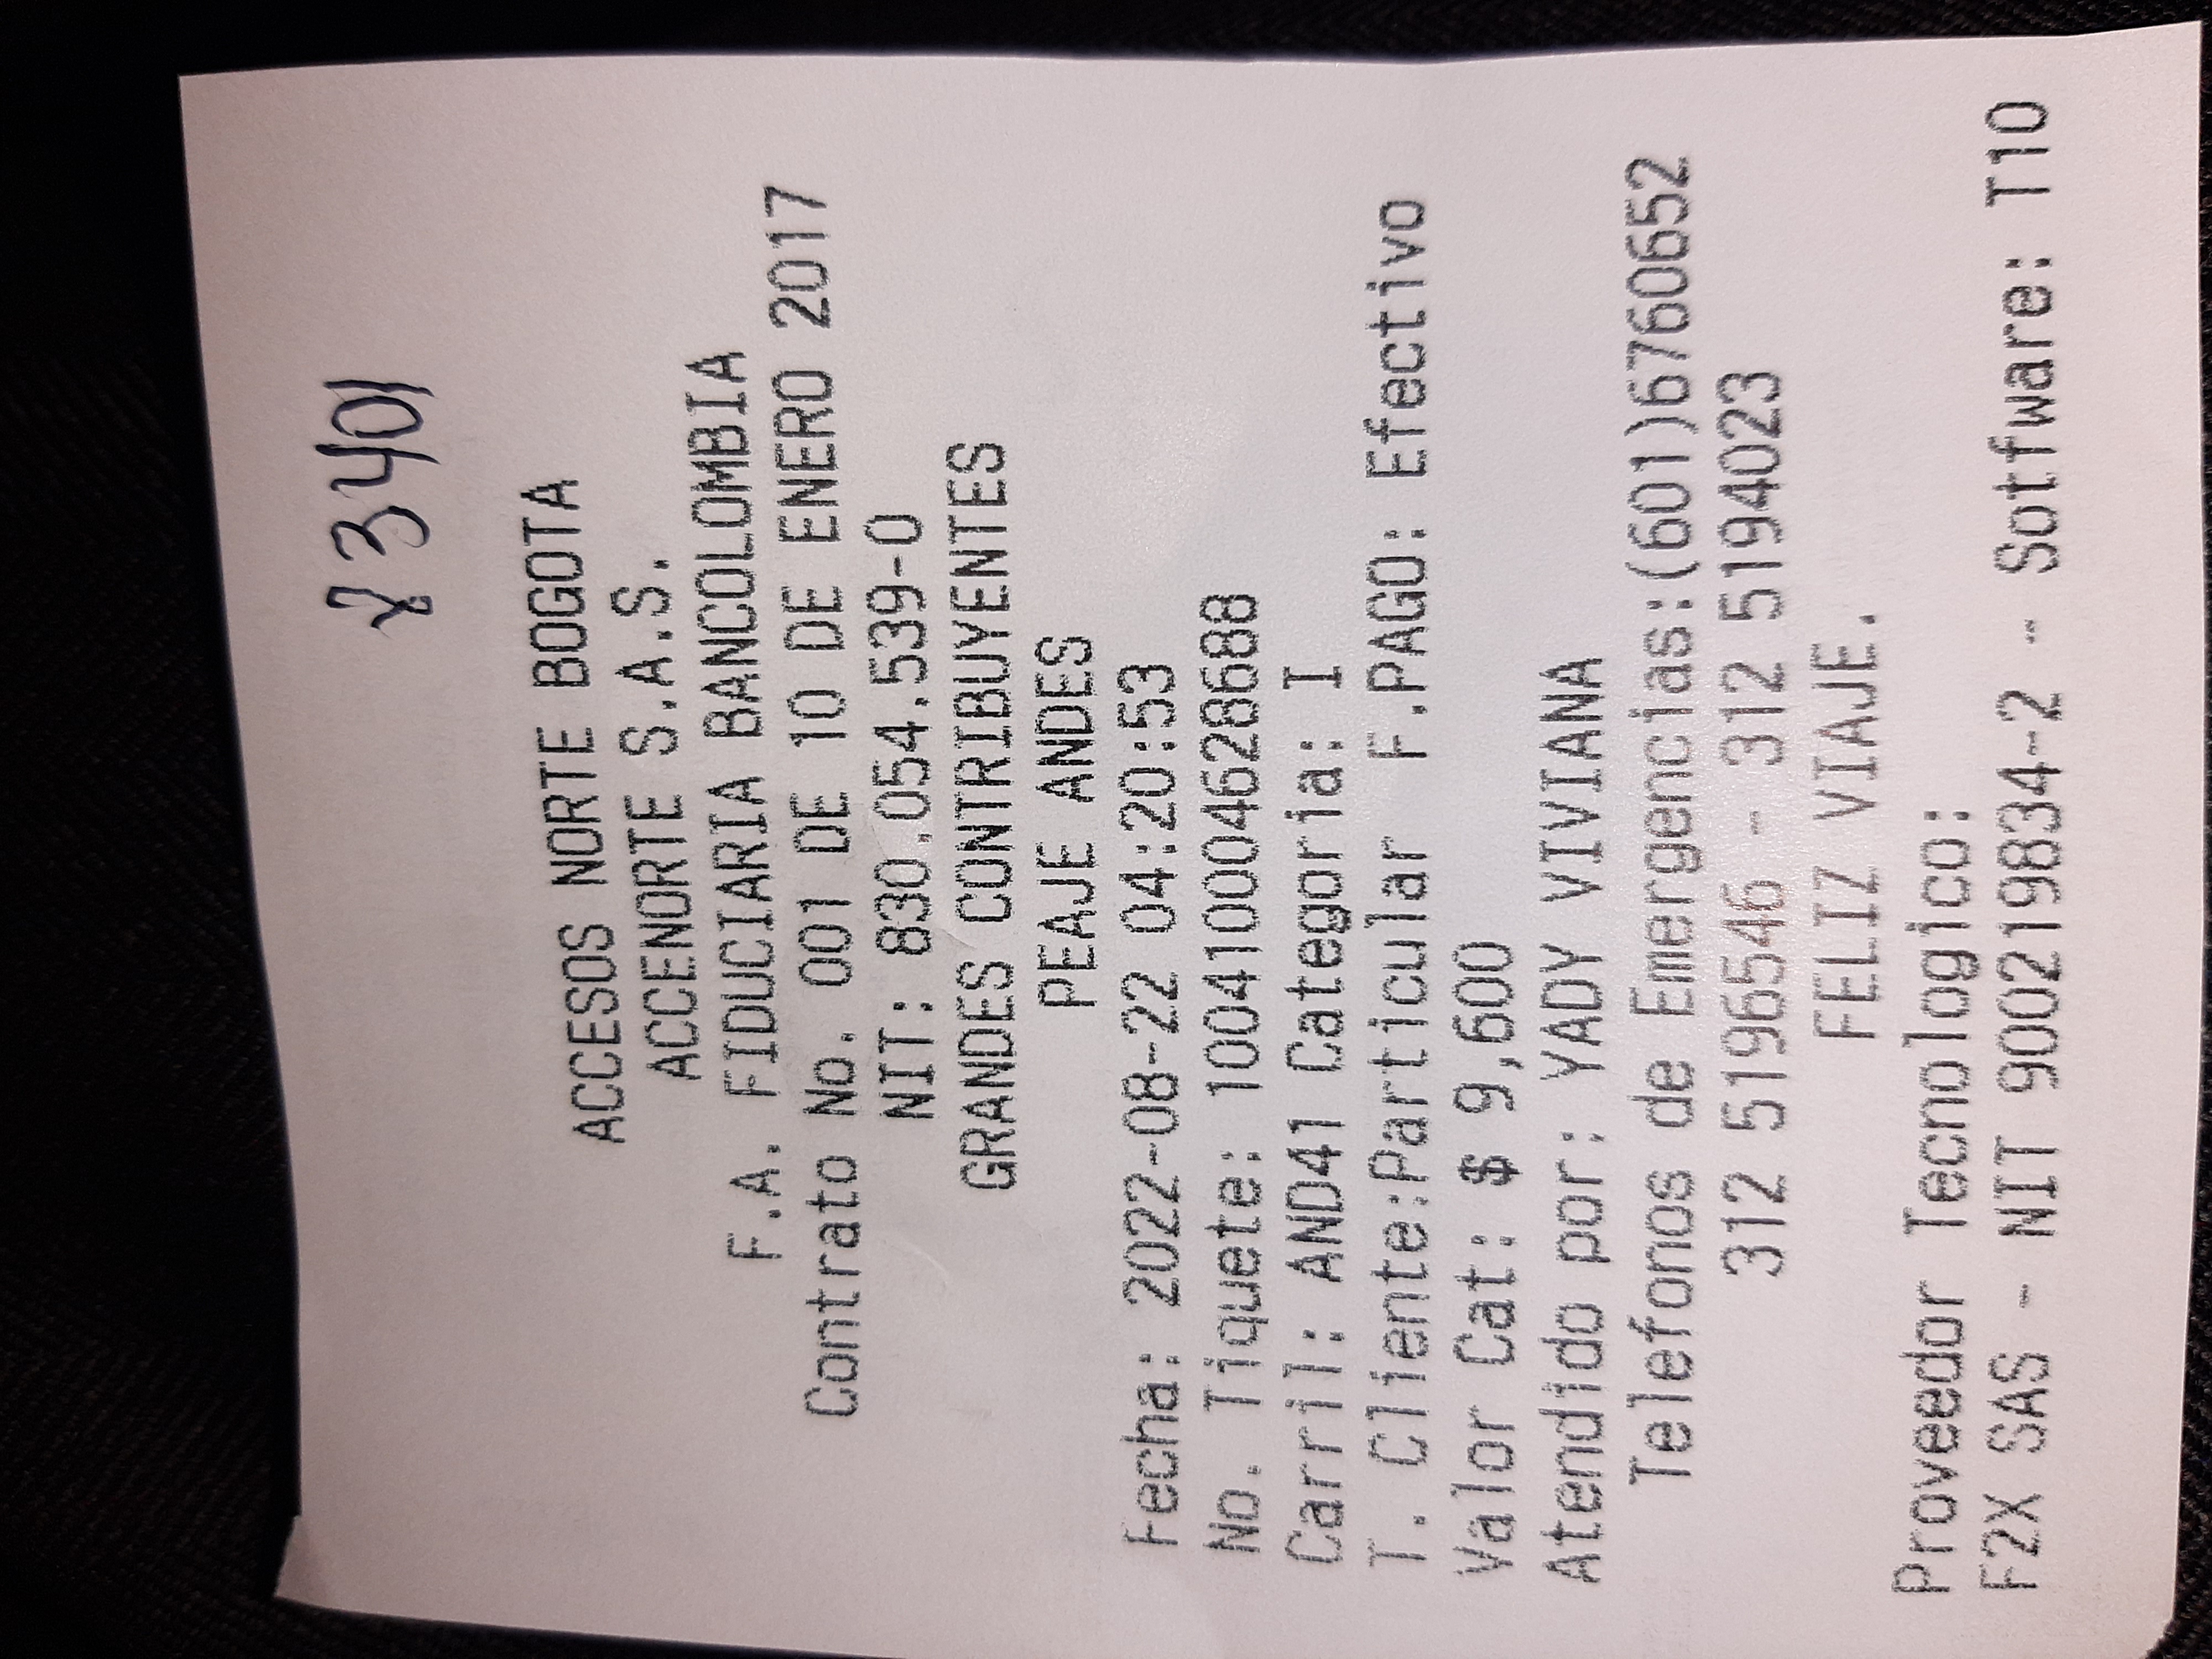 ACCESOS NORTE BOGOTA
ACCENORTE S.A.S.
F.A. FIDUCIARIA BANCOLOMBIA
Contrato No. 001 DE 10 DE ENERO 2017
NIT: 830.054.539-0
GRANDES CONTRIBUYENTES
PEAJE ANDES
Fecha: 2022-08-22 04:20:53
No. Tiquete: 1004100046286​88
Carril: AND41 Categoria: I
T. Cliente:Particular F.PAGO: Efectivo
Valor Cat: $ 9,600
Atendido por: YADY VIVIANA
Telefonos de Emergencias:(601)6760652
312 5196546 - 312 5194023
FELIZ VIAJE.
Proveedor Tecnologico:
F2X SAS - NIT 900219834-2 - Sotfware: T10